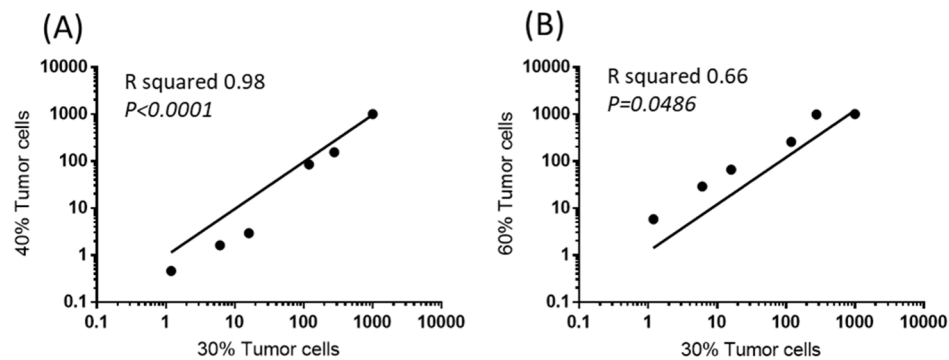 (A)
R squared 0.98
P<0.0001
10000
1000
100
10
1
0.1
40% Tumor cells
0.1 1 10 100 1000 10000
30% Tumor cells
(B)
R squared 0.66
P=0.0486
10000
1000
100
10
1
0.1
60% Tumor cells
0.1 1 10 100 1000 10000
30% Tumor cells